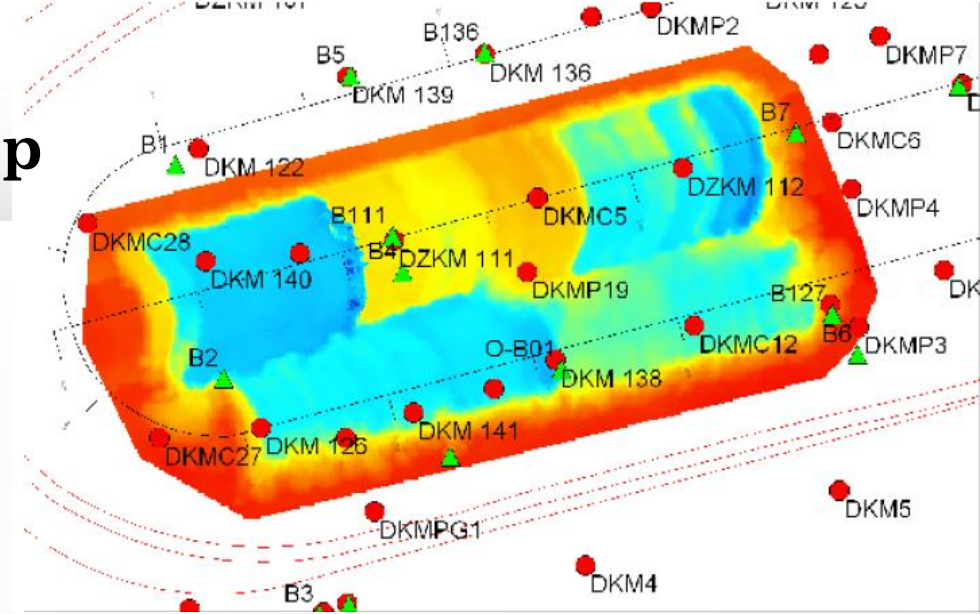 DKMP2
B136
DKMP7
B5
DKM 136
DKM 139
p
B1
B7
DKMC6
DKM 122
DZKM 112
B111
DKMC5
DKMP4
DKMC28
B4
DZKM 111
DKM 140
DKMP19
DK
B127
O-B01
DKMC12
B6
DKMP3
B2
DKM 138
DKM 141
DKM 126
DKMC27
DKM5
DKMPG1
DKM4
B3